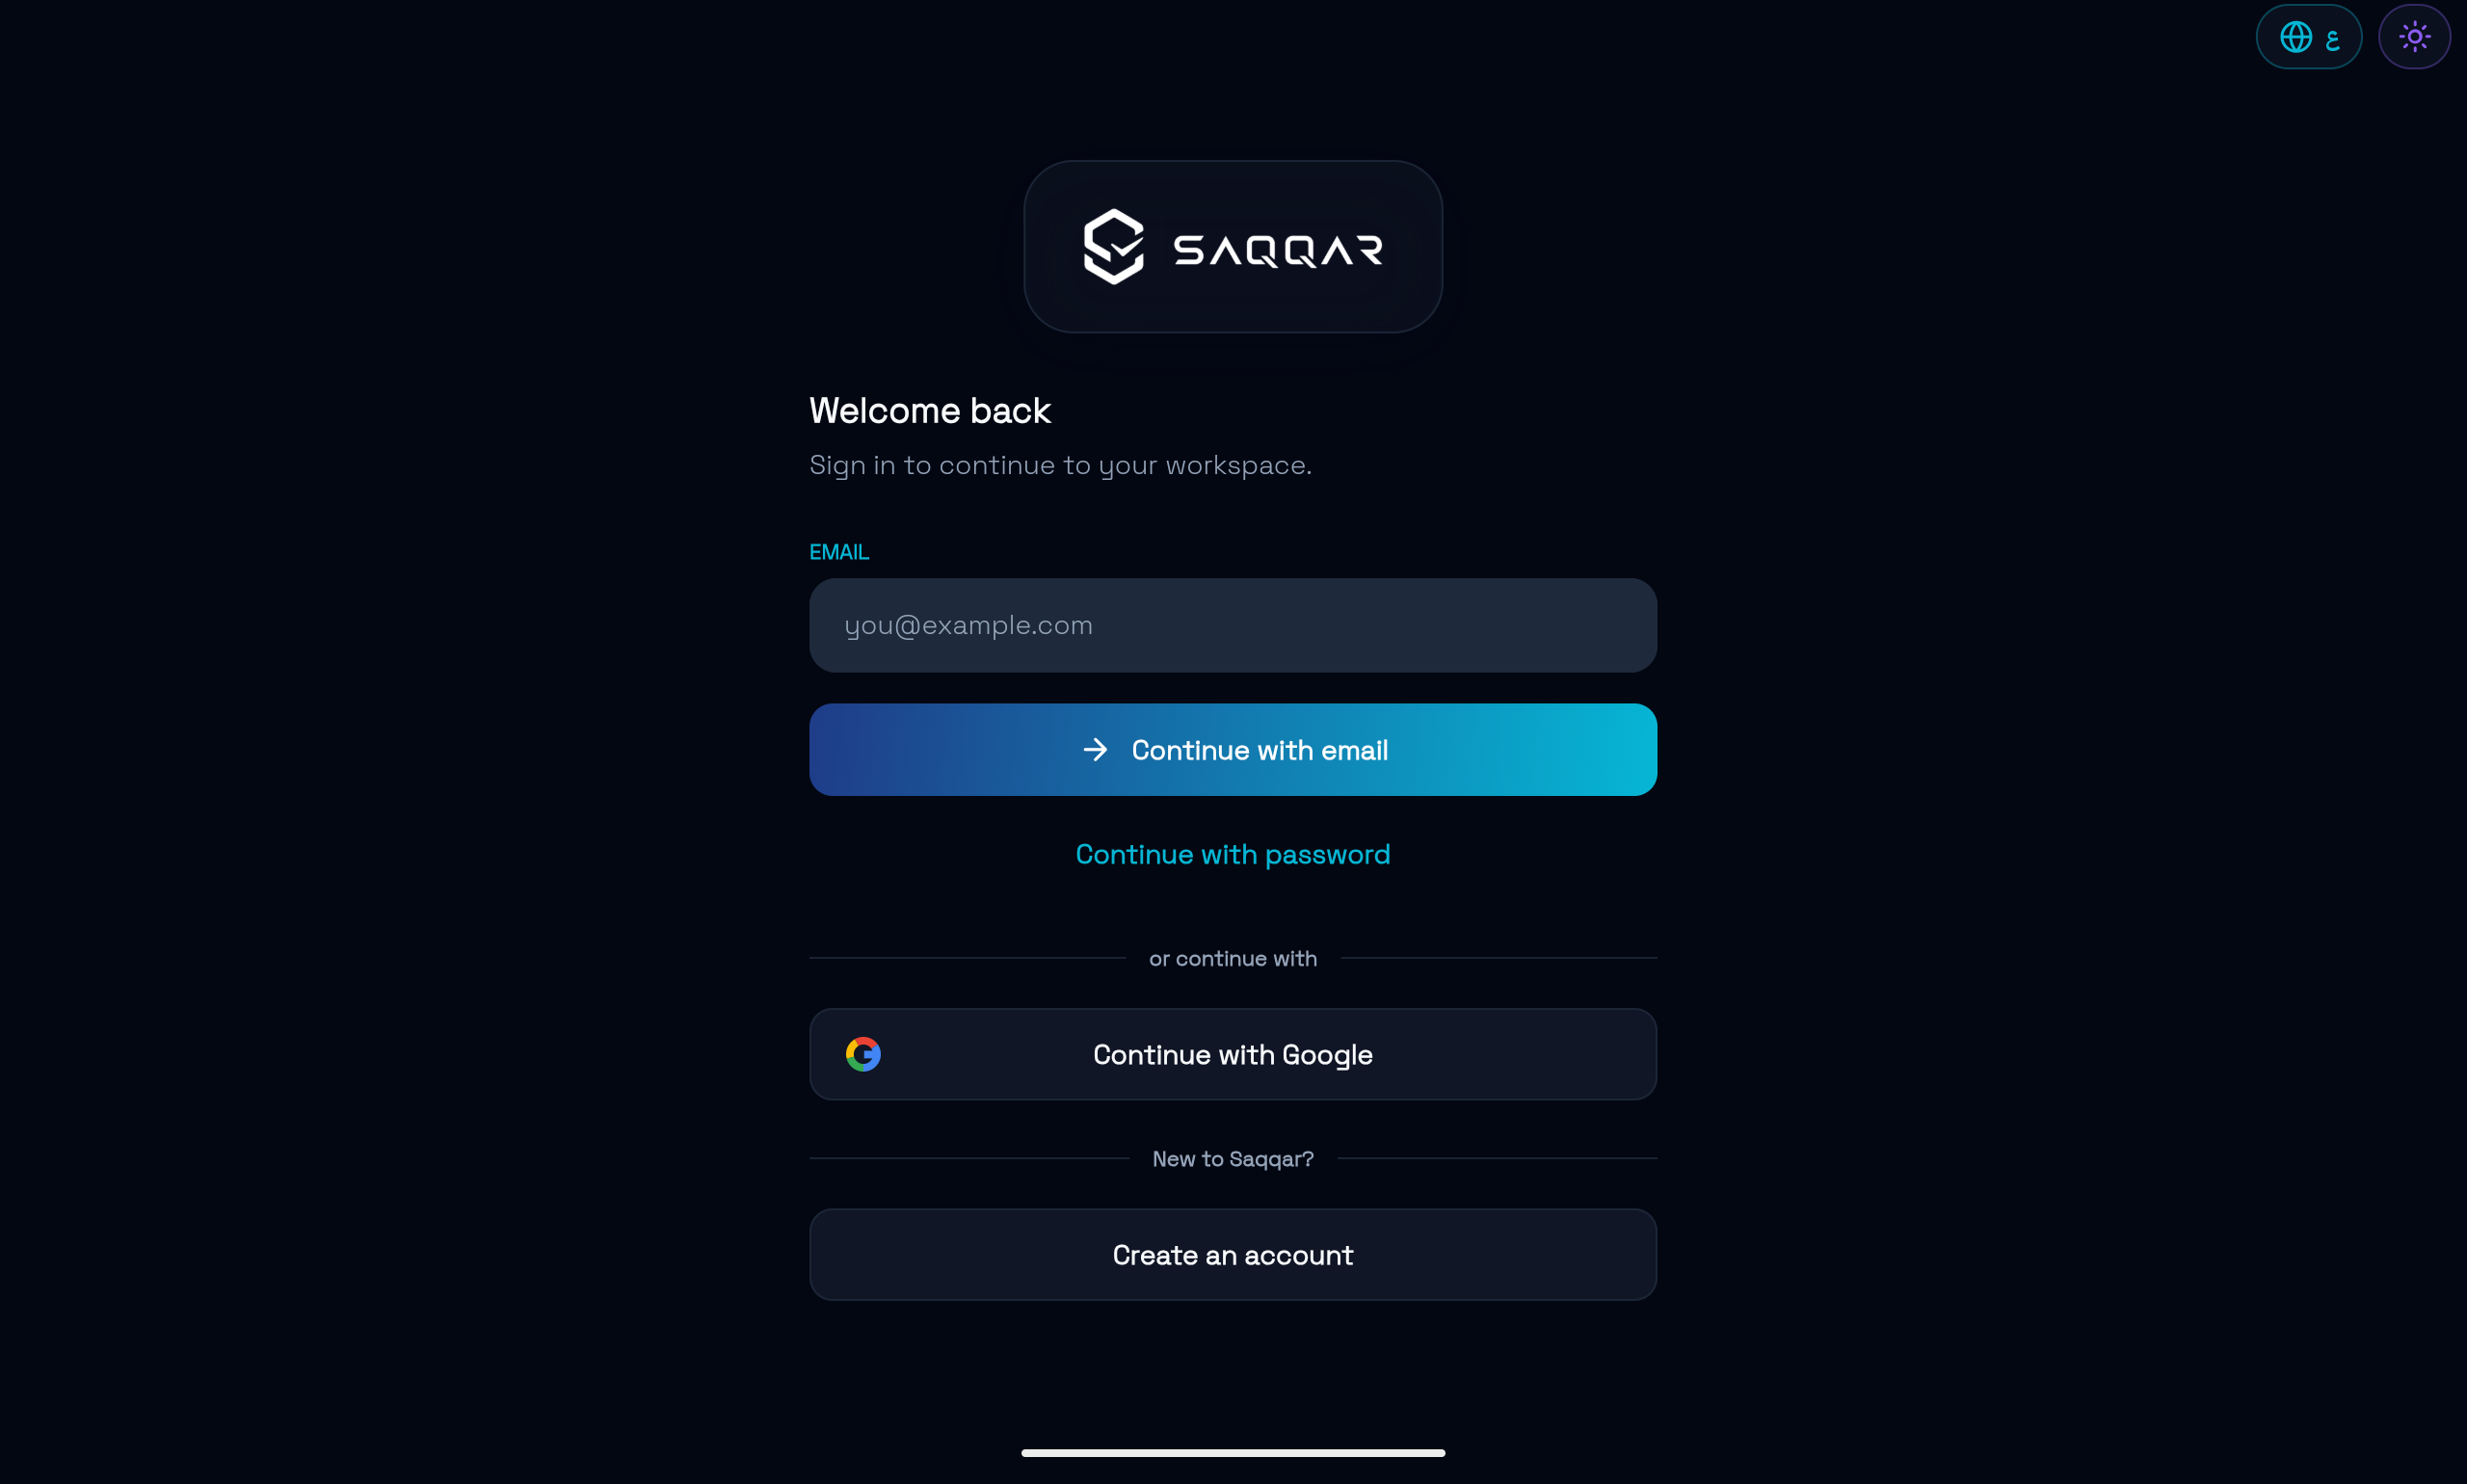 ع
SAQQAR
Welcome back
Sign in to continue to your workspace.
EMAIL
you@example.com
Continue with email
Continue with password
or continue with
Continue with Google
New to Saqqar?
Create an account